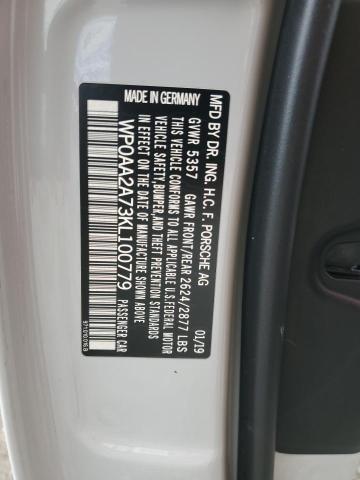 MFD BY DR. ING. H.C. F. PORSCHE AG 01/19
GVWR 5357 GAWR FRONT/REAR 2624/2877 LBS
THIS VEHICLE CONFORMS TO ALL APPLICABLE U.S.FEDERAL MOTOR
VEHICLE SAFETY,BUMPER,AND THEFT PREVENTION STANDARDS
IN EFFECT ON THE DATE OF MANUFACTURE SHOWN ABOVE.
WP0AA2A73KL100779 PASSENGER CAR
MADE IN GERMANY